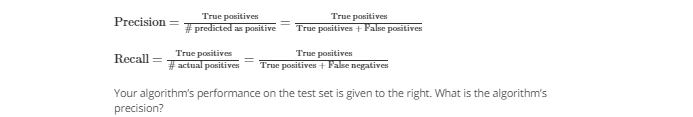 Precision = True positives / # predicted as positive = True positives / True positives + False positives
Recall = True positives / # actual positives = True positives / True positives + False negatives
Your algorithm's performance on the test set is given to the right. What is the algorithm's
precision?